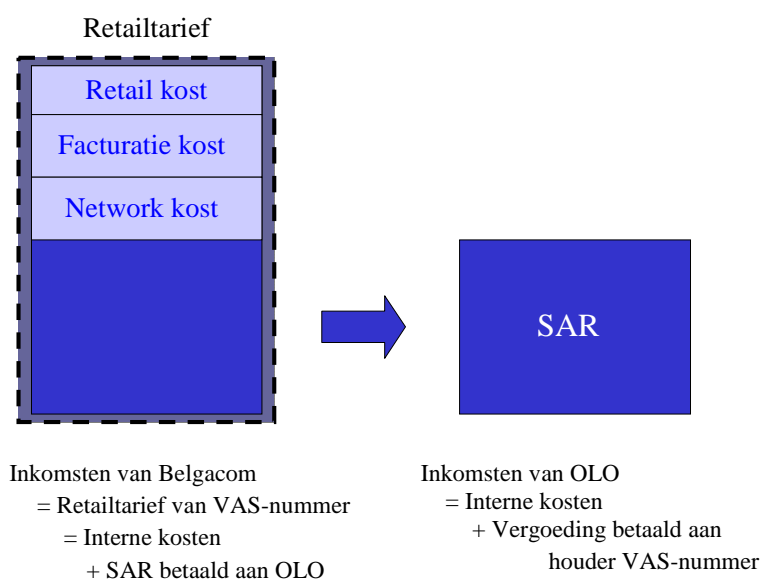 Retailtarief
Retail kost
Facturatie kost
Network kost
SAR
Inkomsten van Belgacom
= Retailtarief van VAS-nummer
= Interne kosten
+ SAR betaald aan OLO
Inkomsten van OLO
= Interne kosten
+ Vergoeding betaald aan
houder VAS-nummer